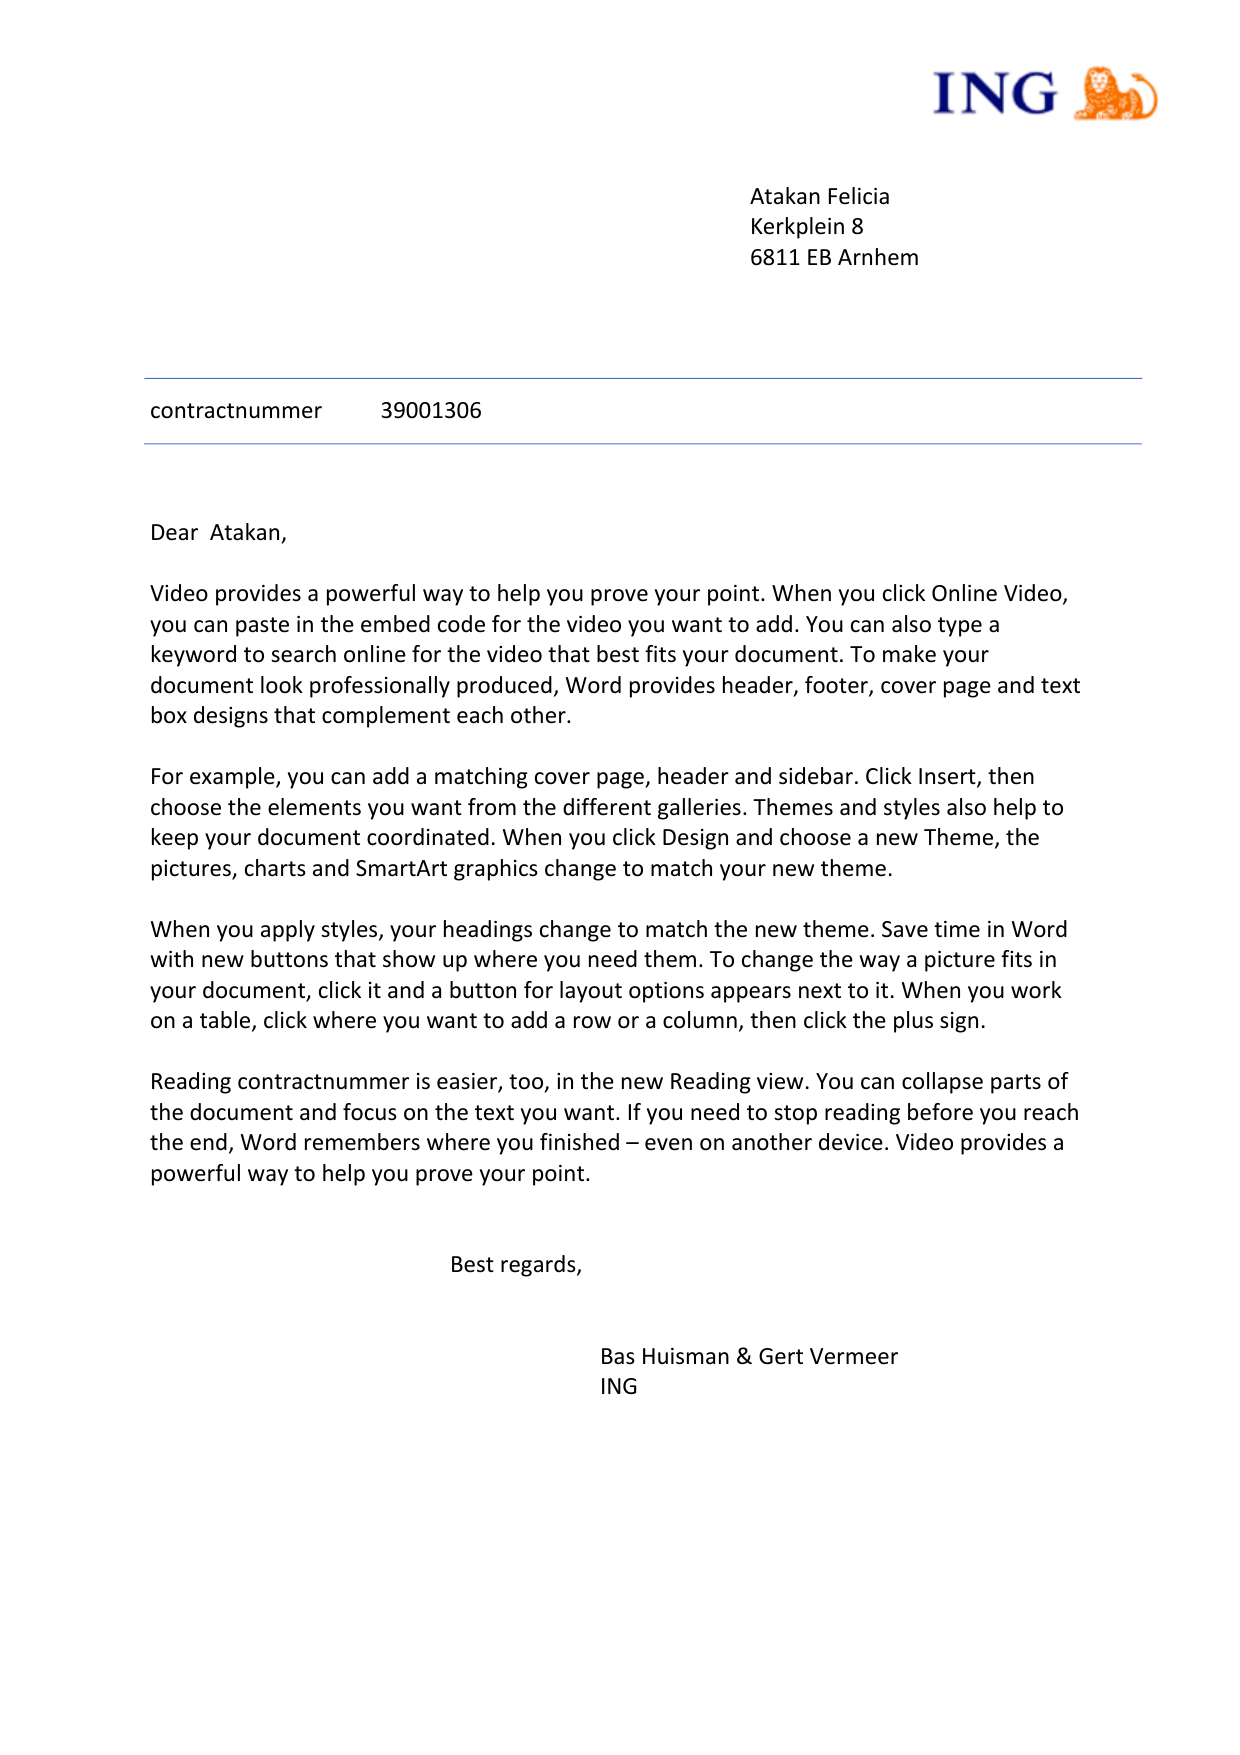 ING
Atakan Felicia
Kerkplein 8
6811 EB Arnhem
contractnummer 39001306
Dear  Atakan,
Video provides a powerful way to help you prove your point. When you click Online Video,
you can paste in the embed code for the video you want to add. You can also type a
keyword to search online for the video that best fits your document. To make your
document look professionally produced, Word provides header, footer, cover page and text
box designs that complement each other.
For example, you can add a matching cover page, header and sidebar. Click Insert, then
choose the elements you want from the different galleries. Themes and styles also help to
keep your document coordinated. When you click Design and choose a new Theme, the
pictures, charts and SmartArt graphics change to match your new theme.
When you apply styles, your headings change to match the new theme. Save time in Word
with new buttons that show up where you need them. To change the way a picture fits in
your document, click it and a button for layout options appears next to it. When you work
on a table, click where you want to add a row or a column, then click the plus sign.
Reading contractnummer is easier, too, in the new Reading view. You can collapse parts of
the document and focus on the text you want. If you need to stop reading before you reach
the end, Word remembers where you finished – even on another device. Video provides a
powerful way to help you prove your point.
Best regards,
Bas Huisman & Gert Vermeer
ING